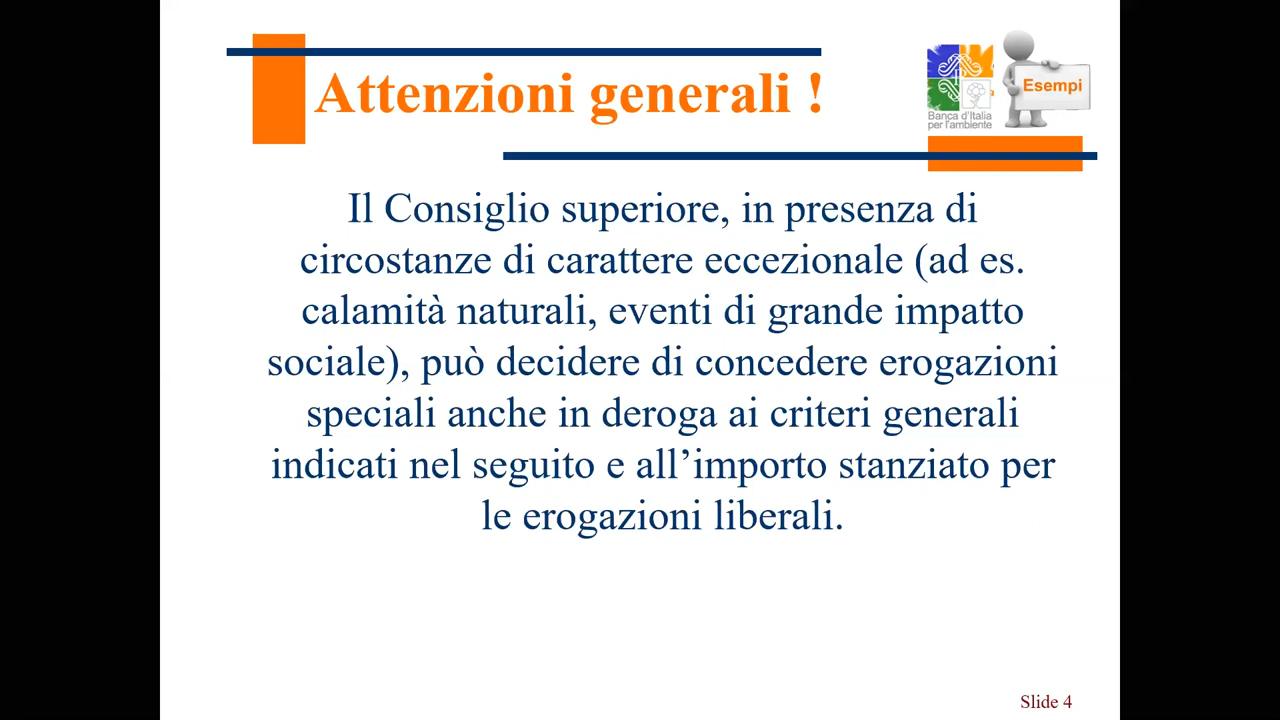 Attenzioni generali !
Esempi
Banca d'Italia
per l'ambiente
Il Consiglio superiore, in presenza di
circostanze di carattere eccezionale (ad es.
calamità naturali, eventi di grande impatto
sociale), può decidere di concedere erogazioni
speciali anche in deroga ai criteri generali
indicati nel seguito e all’importo stanziato per
le erogazioni liberali.
Slide 4